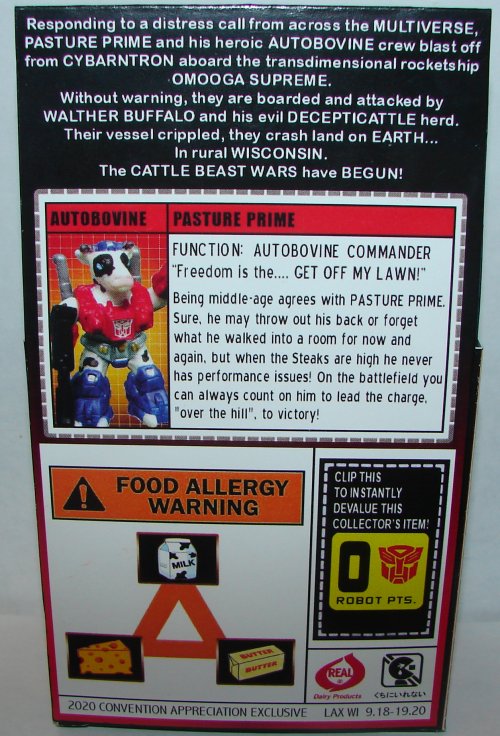 Responding to a distress call from across the MULTIVERSE,
PASTURE PRIME and his heroic AUTOBOVINE crew blast off
from CYBARNTRON aboard the transdimensional rocketship
OMOOGA SUPREME.
Without warning, they are boarded and attacked by
WALTHER BUFFALO and his evil DECEPTICATTLE herd.
Their vessel crippled, they crash land on EARTH...
In rural WISCONSIN.
The CATTLE BEAST WARS have BEGUN!
AUTOBOVINE
PASTURE PRIME
FUNCTION: AUTOBOVINE COMMANDER
"Freedom is the.... GET OFF MY LAWN!"
Being middle-age agrees with PASTURE PRIME.
Sure, he may throw out his back or forget
what he walked into a room for now and
again, but when the Steaks are high he never
has performance issues! On the battlefield you
can always count on him to lead the charge,
"over the hill", to victory!
FOOD ALLERGY
WARNING
MILK
BUTTER
BUTTER
CLIP THIS
TO INSTANTLY
DEVALUE THIS
COLLECTOR'S ITEM!
0
ROBOT PTS.
REAL
®
Dairy Products
くちにいれない
2020 CONVENTION APPRECIATION EXCLUSIVE LAX WI 9.18-19.20